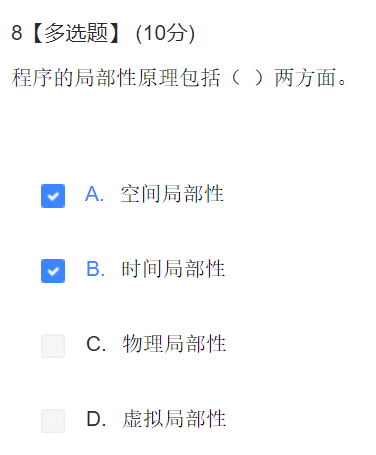 8【多选题】 (10分)
程序的局部性原理包括（ ）两方面。
A. 空间局部性
B. 时间局部性
C. 物理局部性
D. 虚拟局部性